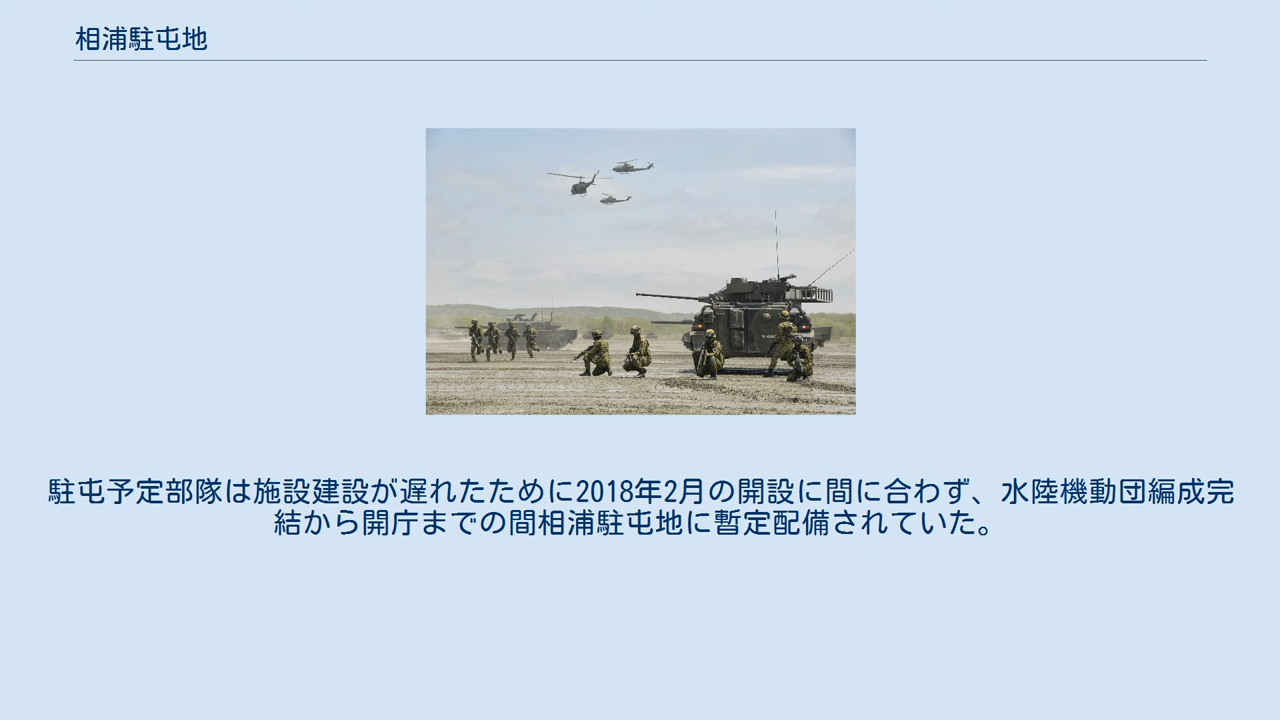 相浦駐屯地
駐屯予定部隊は施設建設が遅れたために2018年2月の開設に間に合わず、水陸機動団編成完
結から開庁までの間相浦駐屯地に暫定配備されていた。